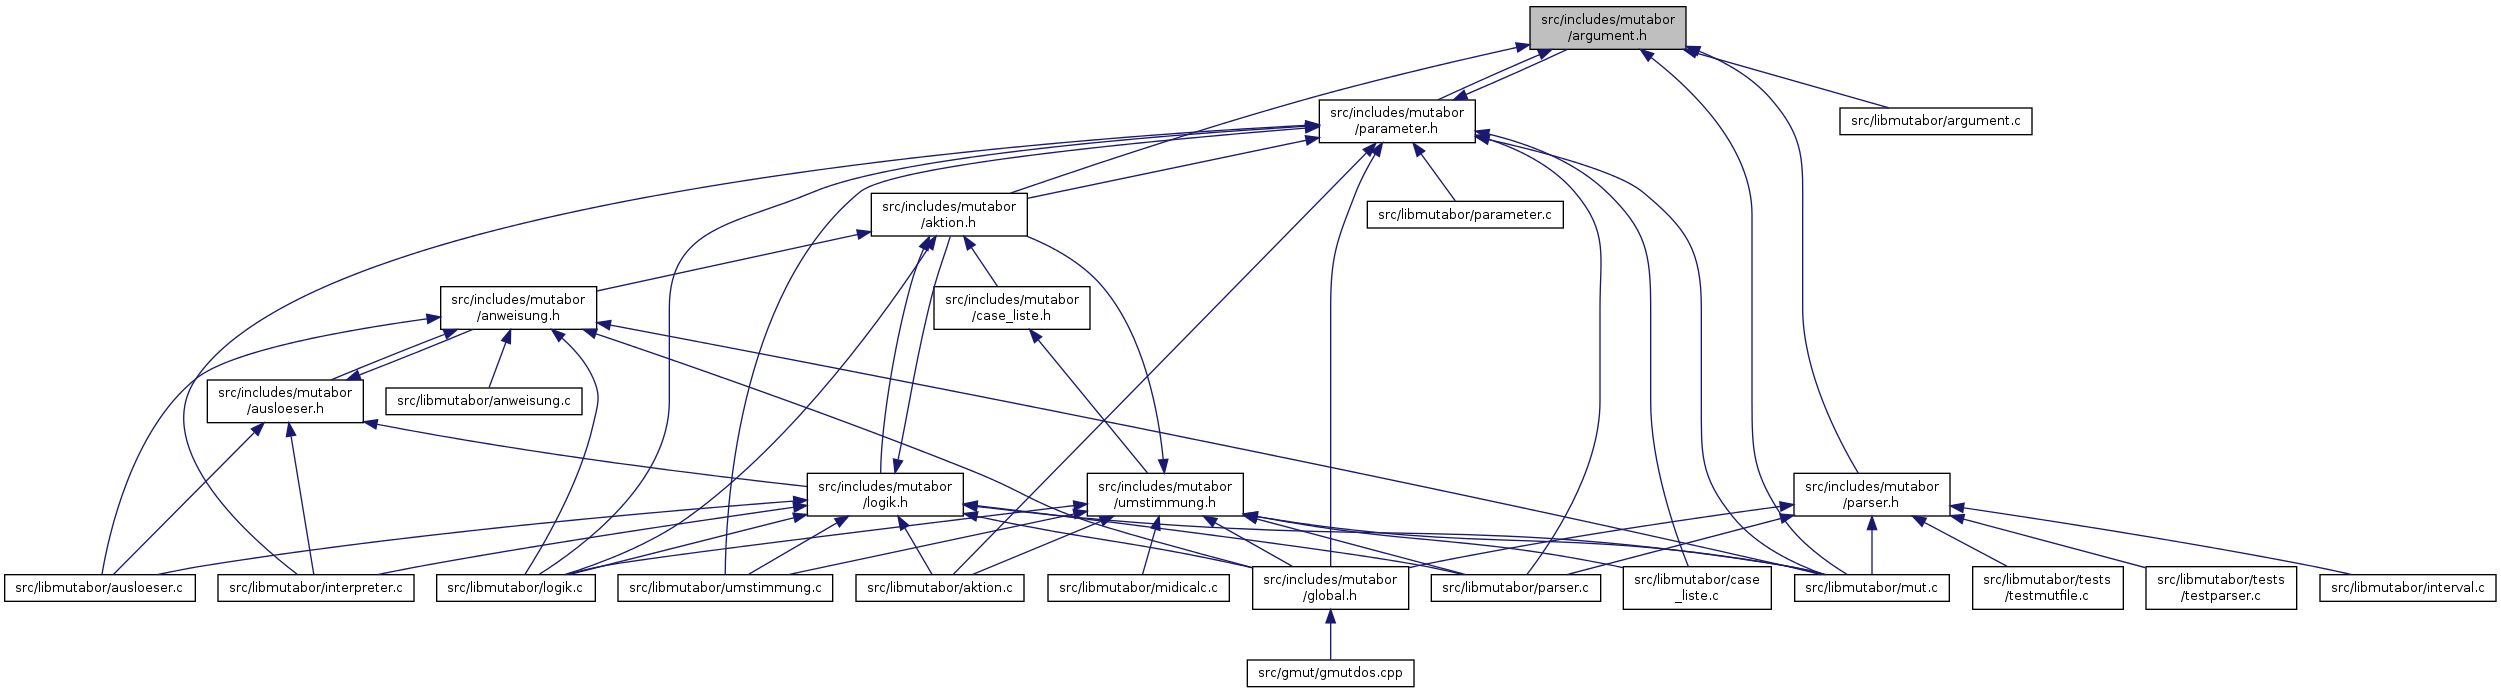 src/includes/mutabor
/argument.h
src/includes/mutabor
/parameter.h
src/libmutabor/argument.c
src/includes/mutabor
/aktion.h
src/libmutabor/parameter.c
src/includes/mutabor
/anweisung.h
src/includes/mutabor
/case_liste.h
src/includes/mutabor
/ausloeser.h
src/libmutabor/anweisung.c
src/includes/mutabor
/logik.h
src/includes/mutabor
/umstimmung.h
src/includes/mutabor
/parser.h
src/libmutabor/ausloeser.c
src/libmutabor/interpreter.c
src/libmutabor/logik.c
src/libmutabor/umstimmung.c
src/libmutabor/aktion.c
src/libmutabor/midicalc.c
src/includes/mutabor
/global.h
src/libmutabor/parser.c
src/libmutabor/case
_liste.c
src/libmutabor/mut.c
src/libmutabor/tests
/testmutfile.c
src/libmutabor/tests
/testparser.c
src/libmutabor/interval.c
src/gmut/gmutdos.cpp